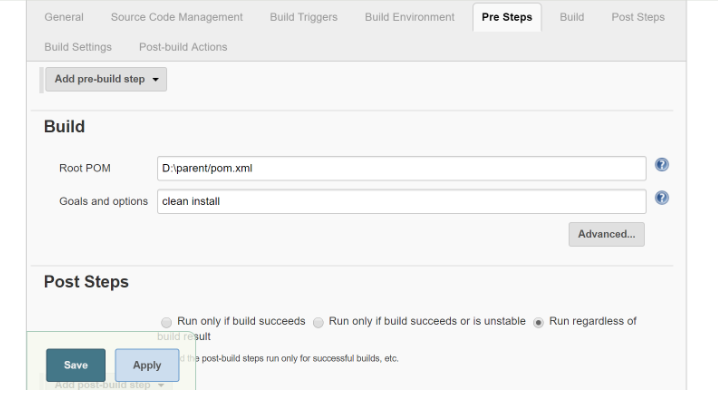 General Source Code Management Build Triggers Build Environment Pre Steps Build Post Steps
Build Settings Post-build Actions
Add pre-build step
Build
Root POM D:\parent/pom.xml ?
Goals and options clean install ?
Advanced...
Post Steps
Run only if build succeeds Run only if build succeeds or is unstable Run regardless of
build result
the post-build steps run only for successful builds, etc.
Save Apply
Add post-build step